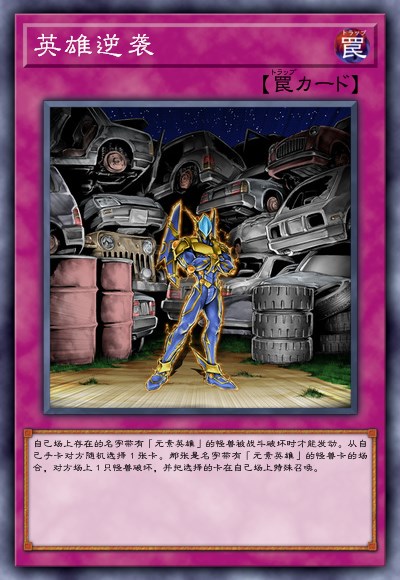 英雄逆袭
トラップ
罠
トラップ
【罠カード】
自己场上存在的名字带有「元素英雄」的怪兽被战斗破坏时才能发动。从自
己手卡对方随机选择1张卡。那张是名字带有「元素英雄」的怪兽卡的场
合，对方场上1只怪兽破坏，并把选择的卡在自己场上特殊召唤。